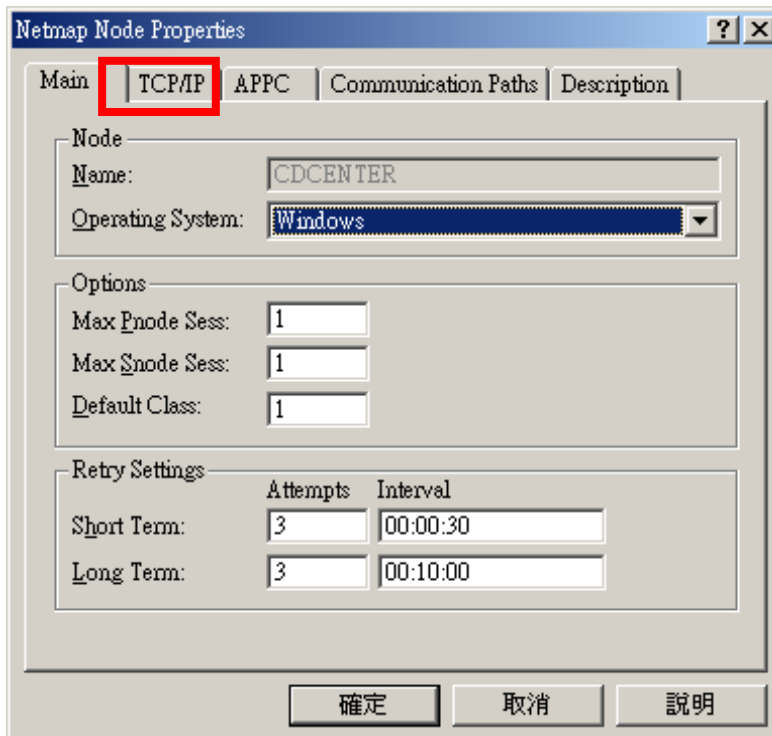 Netmap Node Properties
Main TCP/IP APPC Communication Paths Description
Node
Name: CDCENTER
Operating System: Windows
Options
Max Pnode Sess: 1
Max Snode Sess: 1
Default Class: 1
Retry Settings
Attempts Interval
Short Term: 3 00:00:30
Long Term: 3 00:10:00
確定 取消 說明